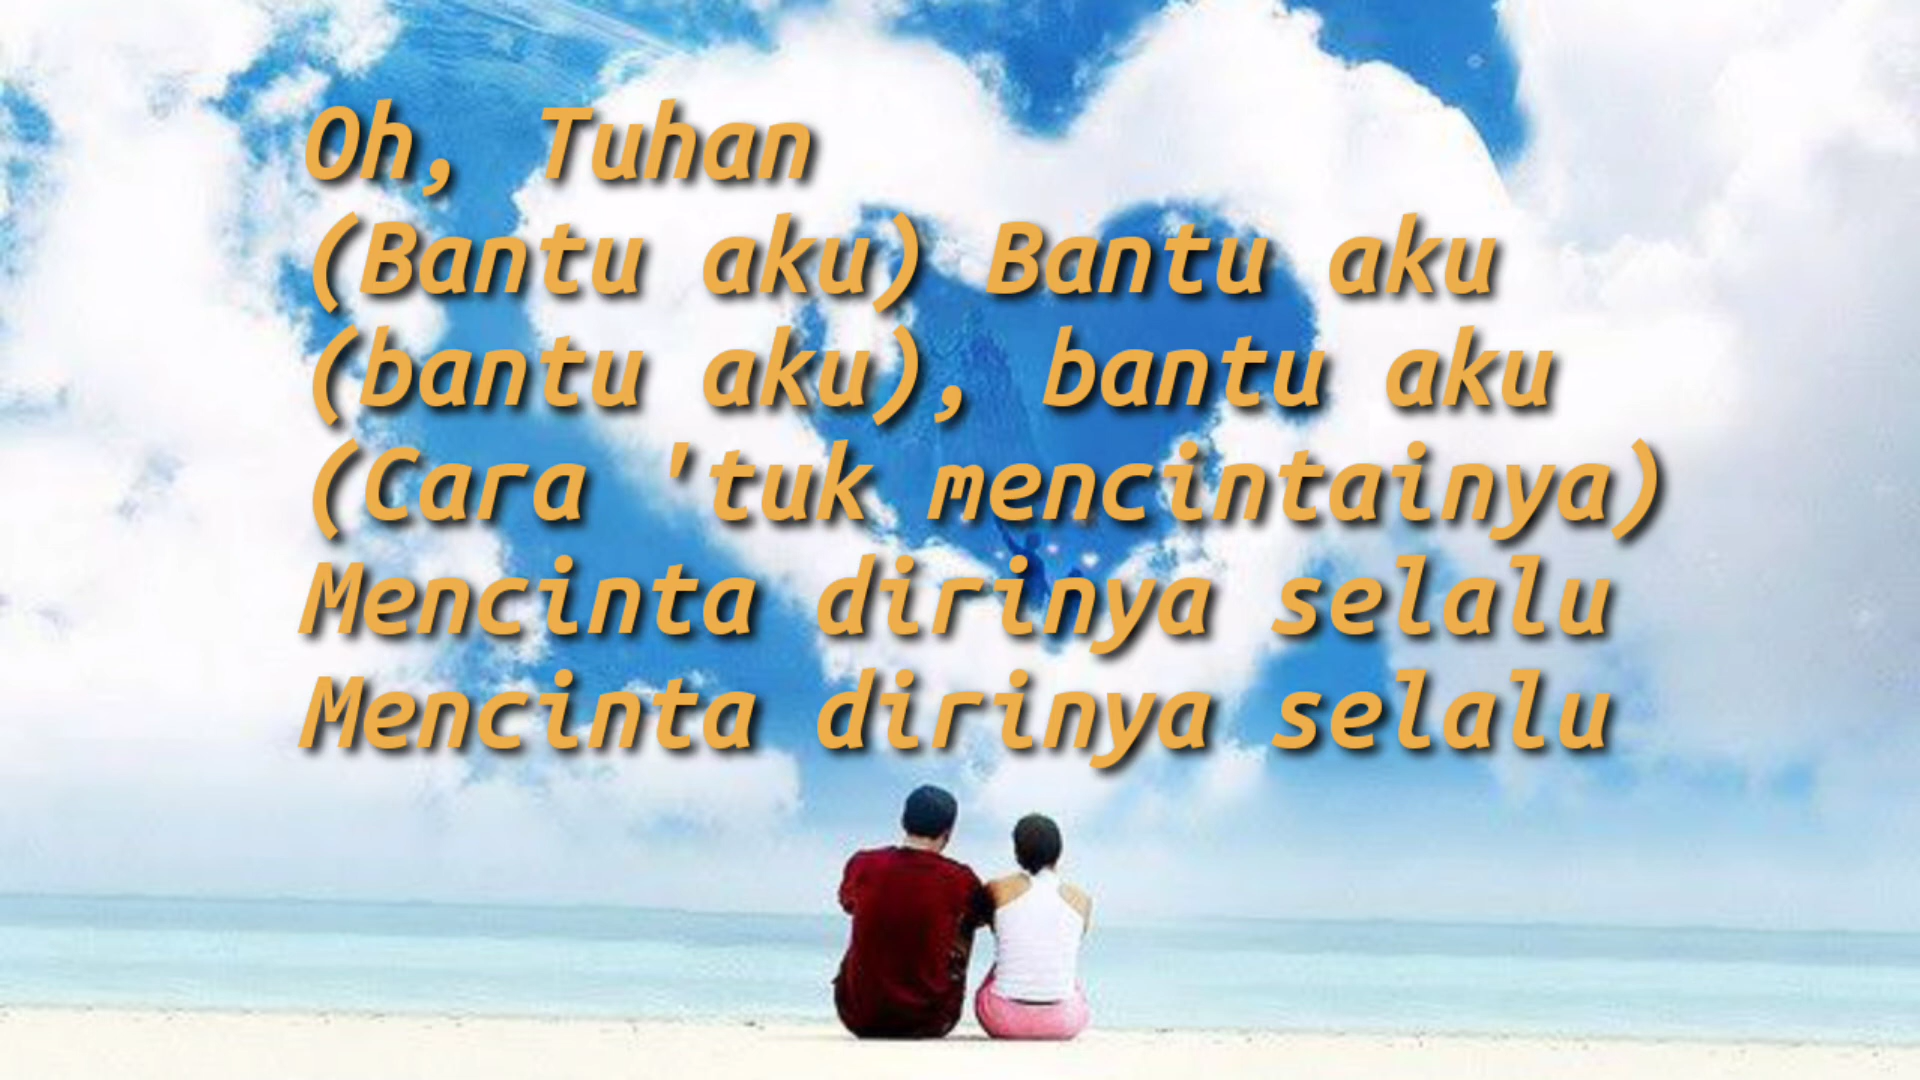 Oh, Tuhan
(Bantu aku) Bantu aku
(bantu aku), bantu aku
(Cara 'tuk mencintainya)
Mencinta dirinya selalu
Mencinta dirinya selalu